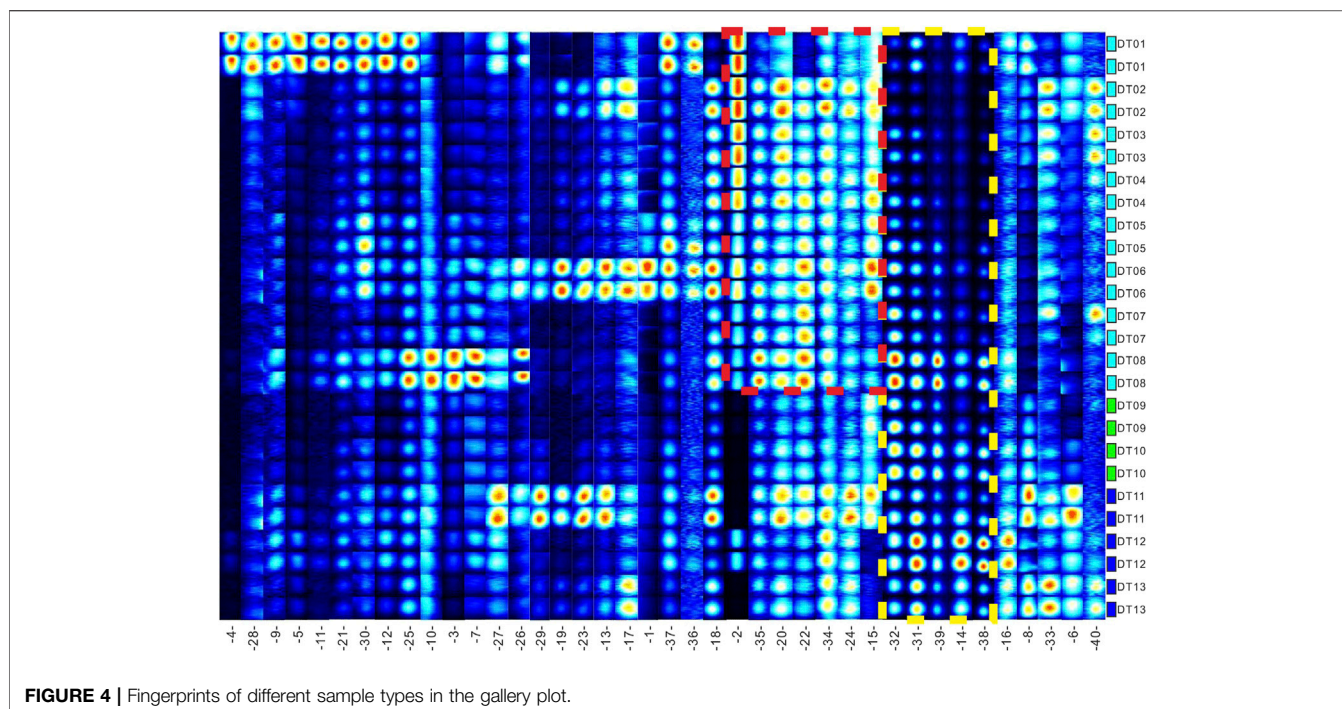 DT01
DT01
DT02
DT02
DT03
DT03
DT04
DT04
DT05
DT05
DT06
DT06
DT07
DT07
DT08
DT08
DT09
DT09
DT10
DT10
DT11
DT11
DT12
DT12
DT13
DT13
-4- -28- -9- -5- -11- -21- -30- -12- -25- -10- -3- -7- -27- -26- -29- -19- -23- -13- -17- -1- -37- -36- -18- -2- -35- -20- -22- -34- -24- -15- -32- -31- -39- -14- -38- -16- -8- -33- -6- -40-
FIGURE 4 | Fingerprints of different sample types in the gallery plot.